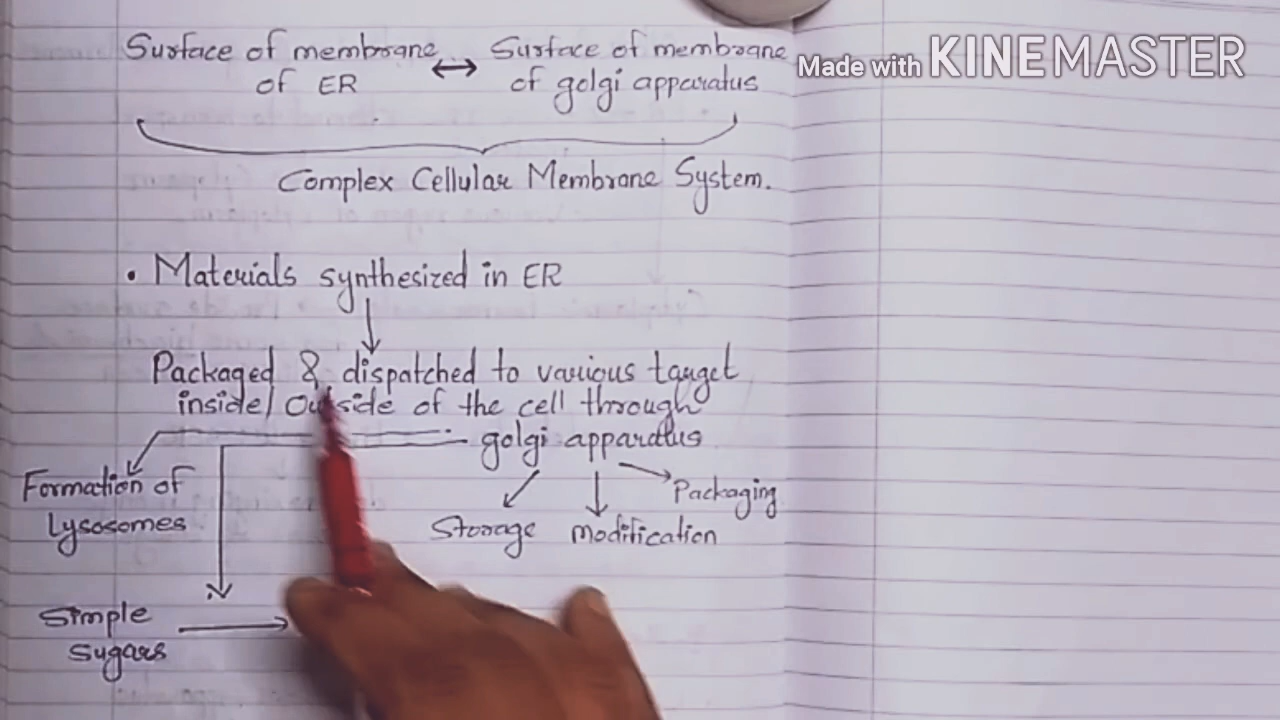 Surface of membrane ↔ Surface of membrane
of ER of golgi apparatus
Made with KINEMASTER
Complex Cellular Membrane System.
• Materials synthesized in ER
Packaged & dispatched to various target
inside/outside of the cell through
golgi apparatus
Formation of
Lysosomes
Packaging
Storage modification
Simple
sugars